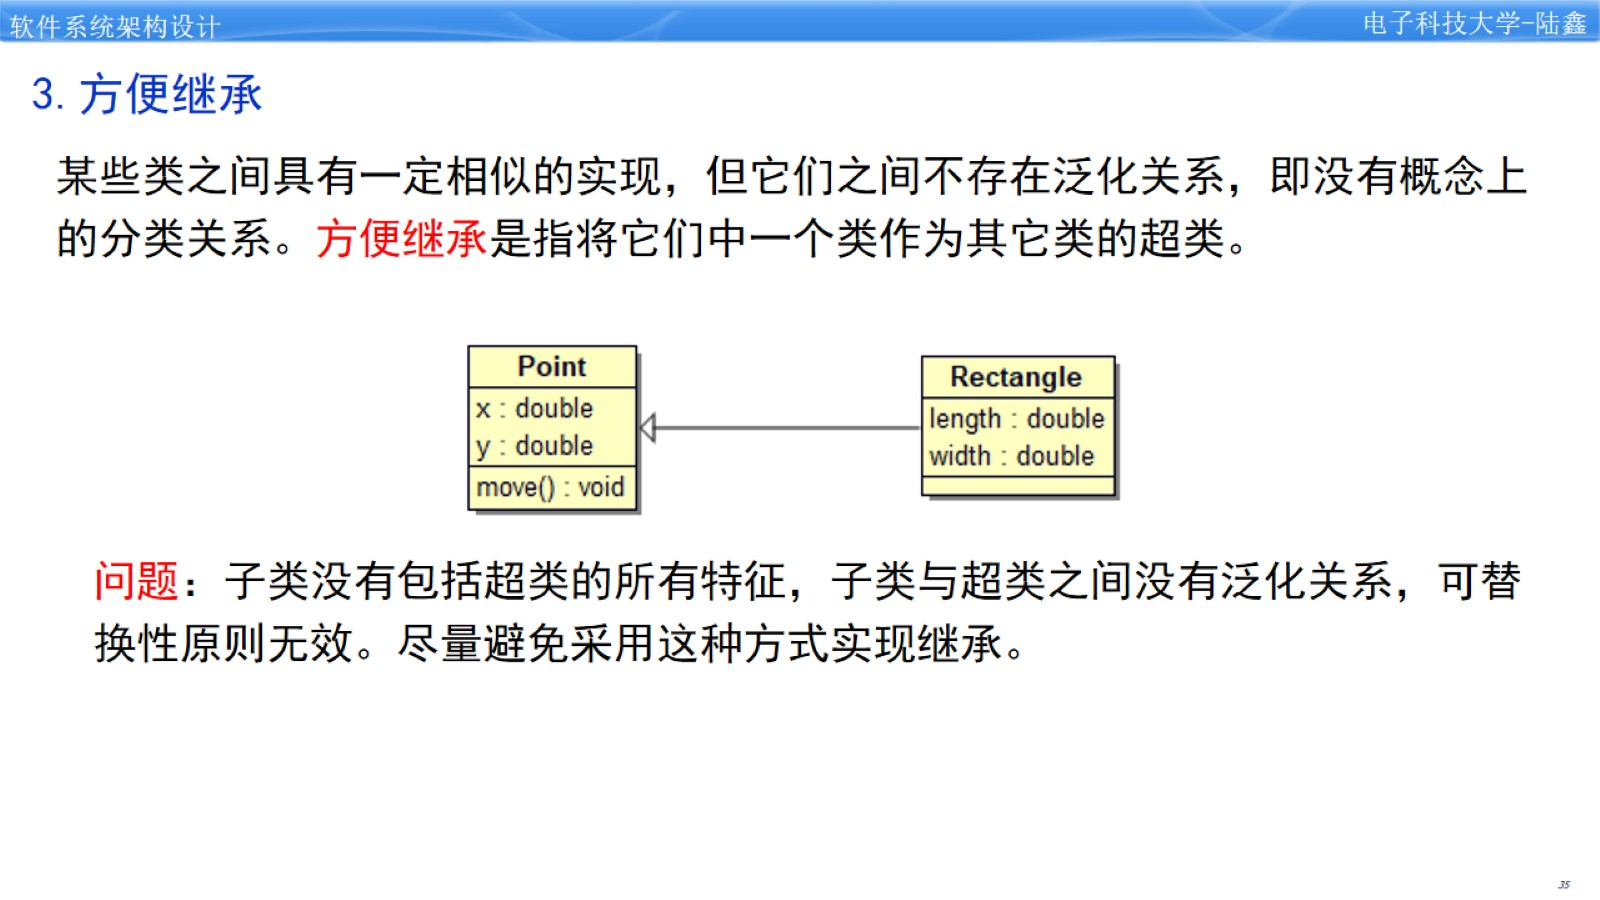 软件系统架构设计
电子科技大学-陆鑫
3. 方便继承
某些类之间具有一定相似的实现，但它们之间不存在泛化关系，即没有概念上
的分类关系。方便继承是指将它们中一个类作为其它类的超类。
Point
x : double
y : double
move() : void
Rectangle
length : double
width : double
问题：子类没有包括超类的所有特征，子类与超类之间没有泛化关系，可替
换性原则无效。尽量避免采用这种方式实现继承。
35